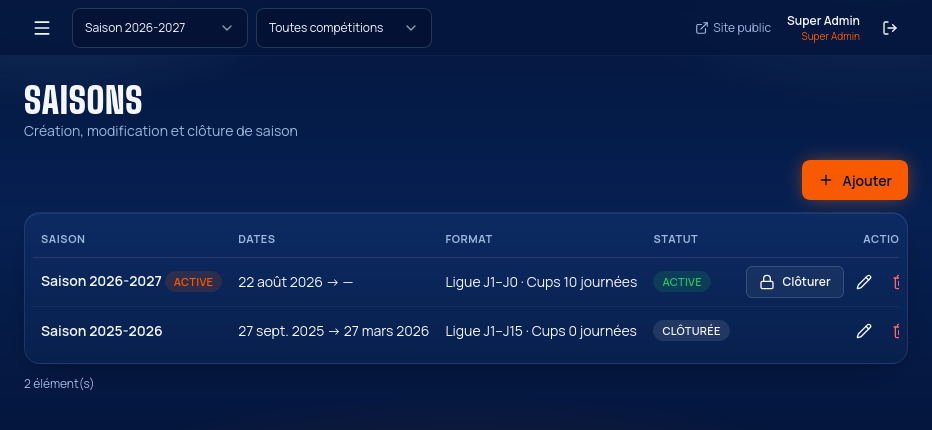 Saison 2026-2027
Toutes compétitions
Site public
Super Admin
Super Admin
SAISONS
Création, modification et clôture de saison
Ajouter
SAISON DATES FORMAT STATUT ACTIO
Saison 2026-2027 ACTIVE 22 août 2026 → — Ligue J1–J0 · Cups 10 journées ACTIVE Clôturer
Saison 2025-2026 27 sept. 2025 → 27 mars 2026 Ligue J1–J15 · Cups 0 journées CLÔTURÉE
2 élément(s)